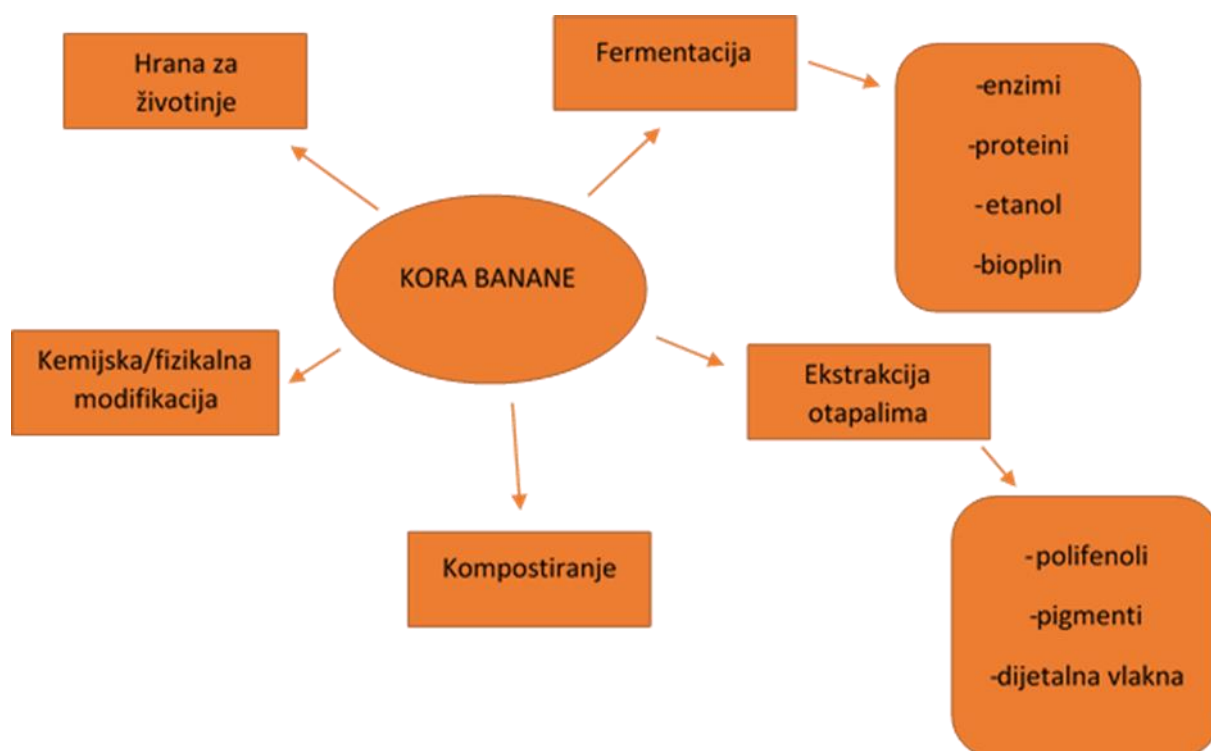 Hrana za
životinje
Fermentacija
-enzimi
-proteini
-etanol
-bioplin
KORA BANANE
Kemijska/fizikalna
modifikacija
Ekstrakcija
otapalima
Kompostiranje
-polifenoli
-pigmenti
-dijetalna vlakna